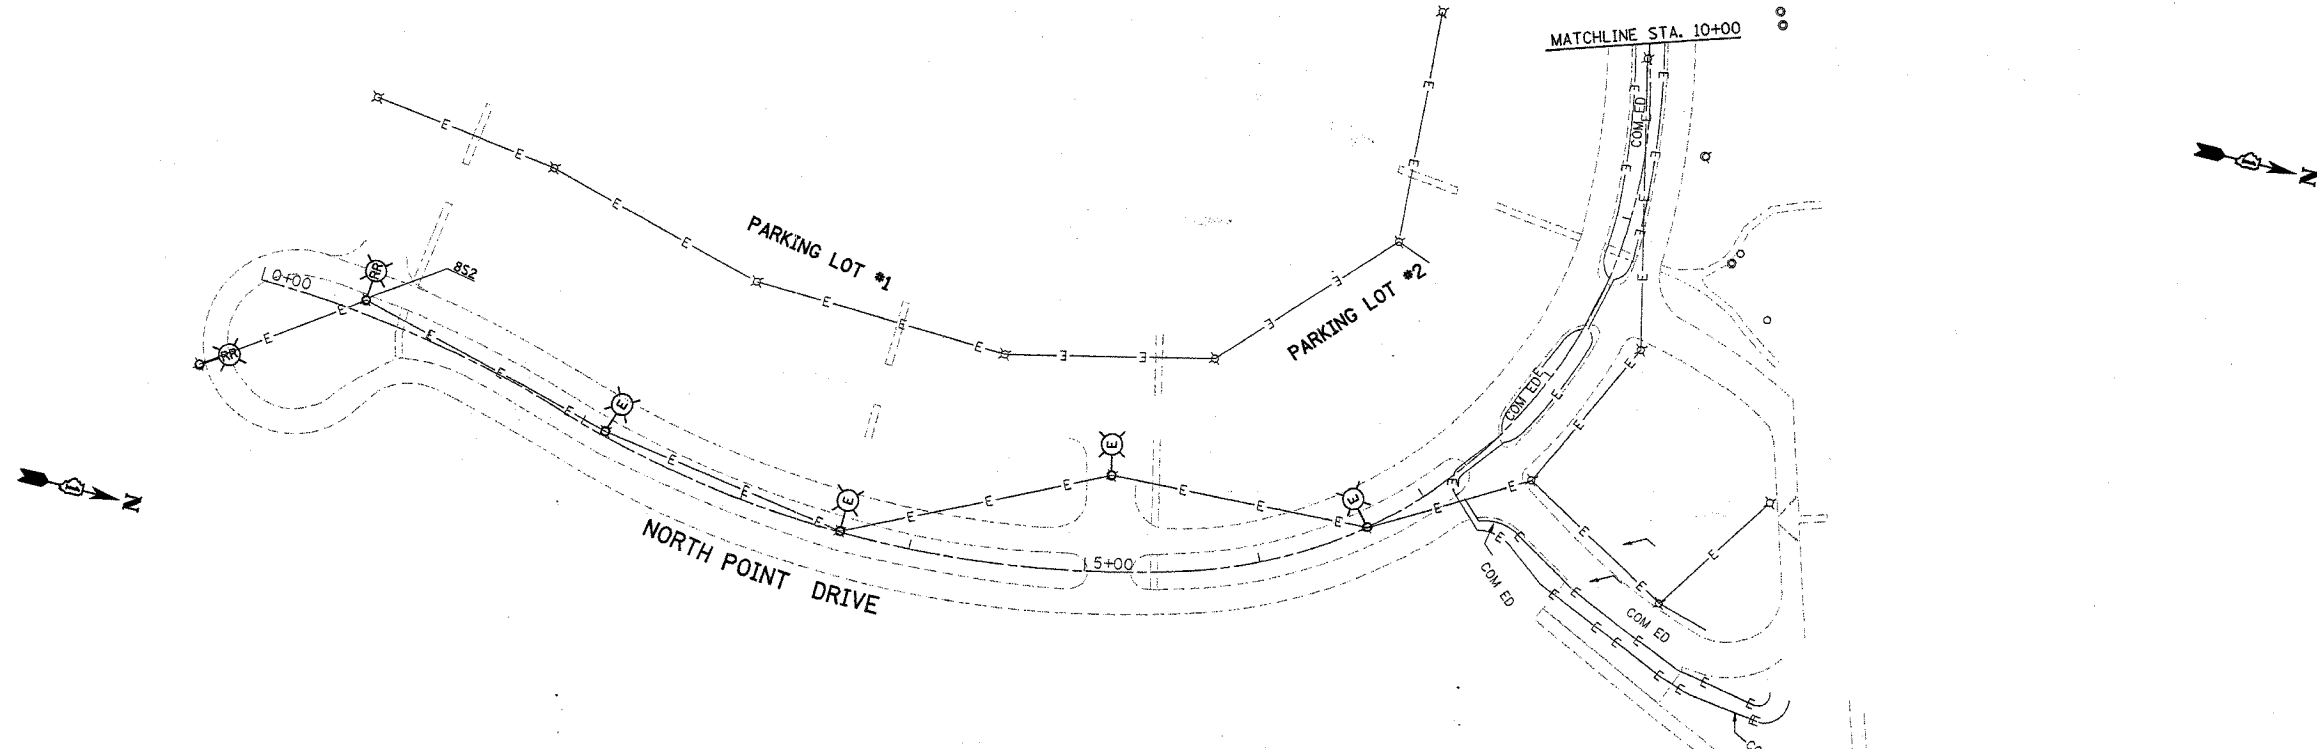 MATCHLINE STA. 10+00
COM ED
N
PARKING LOT #1
PARKING LOT #2
852
0+00
RR
RR
E
E
E
E
COM ED
N
NORTH POINT DRIVE
5+00
COM ED
COM ED